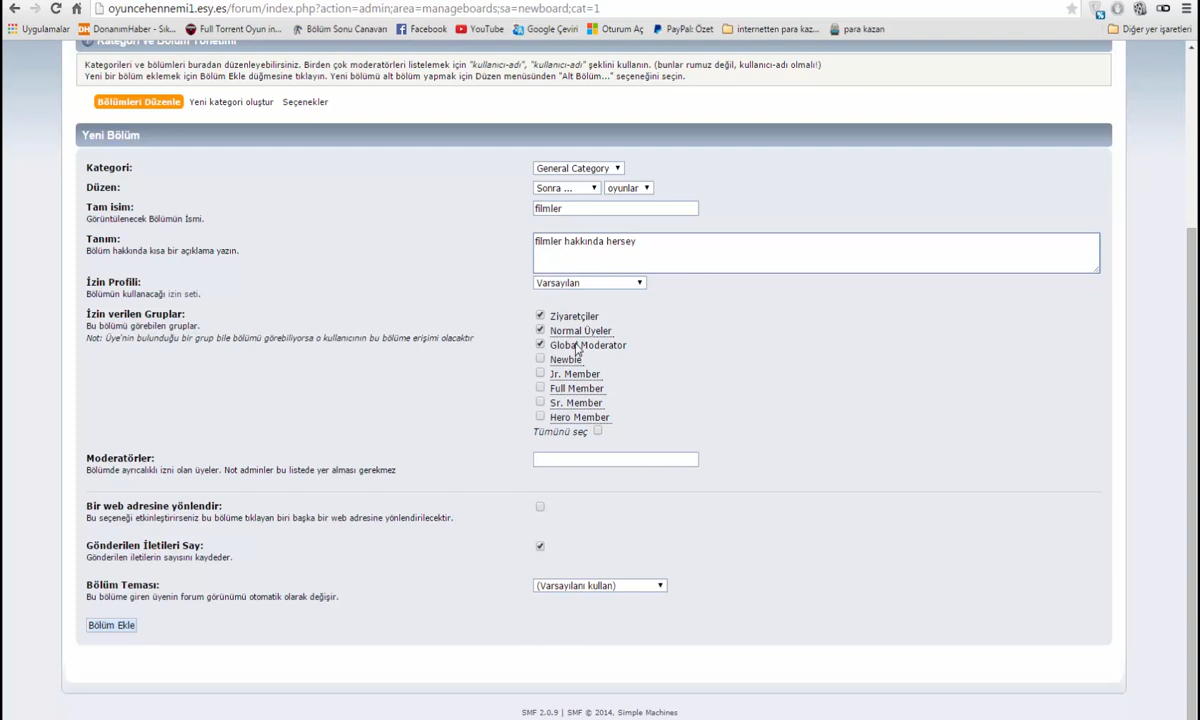 oyuncehennemi1.esy.es/forum/index.php?action=admin;area=manageboards;sa=newboard;cat=1
Uygulamalar DH DonanımHaber - Sık... Full Torrent Oyun in... Bölüm Sonu Canavarı Facebook YouTube Google Çeviri Oturum Aç PayPalı Özet internetten para kaz... para kazan Diğer yer işaretleri
Kategori ve Bölüm Yönetimi
Kategorileri ve bölümleri buradan düzenleyebilirsiniz. Birden çok moderatörleri listelemek için "kullanıcı-adı", "kullanıcı-adı" şeklini kullanın. (bunlar rumuz değil, kullanıcı-adı olmalı!)
Yeni bir bölüm eklemek için Bölüm Ekle düğmesine tıklayın. Yeni bölümü alt bölüm yapmak için Düzen menüsünden "Alt Bölüm..." seçeneğini seçin.
Bölümleri Düzenle Yeni kategori oluştur Seçenekler
Yeni Bölüm
Kategori: General Category
Düzen: Sonra ... oyunlar
Tam isim: filmler
Görüntülenecek Bölümün İsmi.
Tanım: filmler hakkında hersey
Bölüm hakkında kısa bir açıklama yazın.
İzin Profili: Varsayılan
Bölümün kullanacağı izin seti.
İzin verilen Gruplar: Ziyaretçiler
Bu bölümü görebilen gruplar. Normal Üyeler
Not: Üye'nin bulunduğu bir grup bile bölümü görebiliyorsa o kullanıcının bu bölüme erişimi olacaktır
Global Moderator
Newbie
Jr. Member
Full Member
Sr. Member
Hero Member
Tümünü seç
Moderatörler:
Bölümde ayrıcalıklı izni olan üyeler. Not adminler bu listede yer alması gerekmez
Bir web adresine yönlendir:
Bu seçeneği etkinleştirirseniz bu bölüme tıklayan biri başka bir web adresine yönlendirilecektir.
Gönderilen İletileri Say:
Gönderilen iletilerin sayısını kaydeder.
Bölüm Teması: (Varsayılanı kullan)
Bu bölüme giren üyenin forum görünümü otomatik olarak değişir.
Bölüm Ekle
SMF 2.0.9 | SMF © 2014, Simple Machines